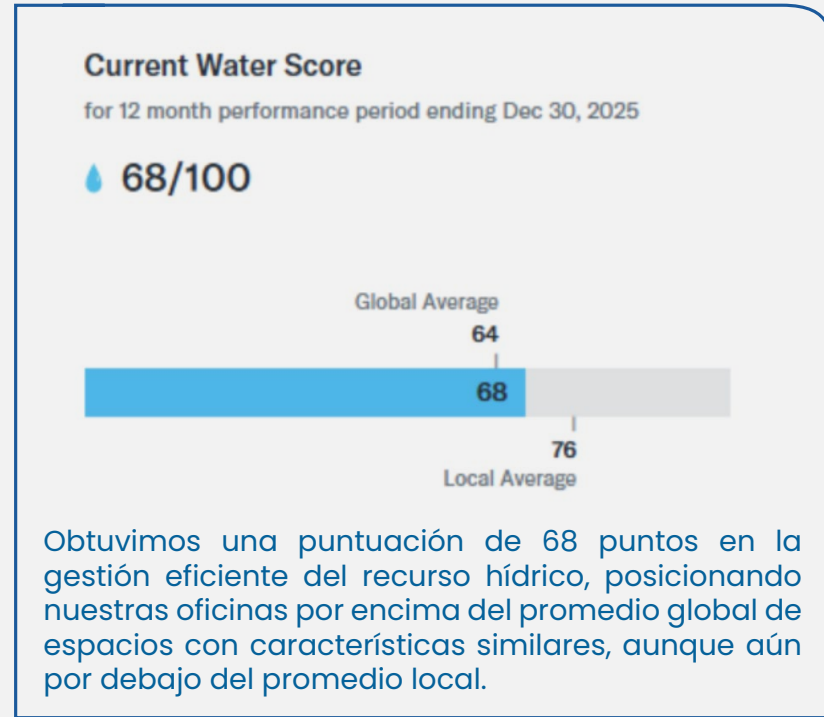 Current Water Score
for 12 month performance period ending Dec 30, 2025
68/100
Global Average
64
68
76
Local Average
Obtuvimos una puntuación de 68 puntos en la
gestión eficiente del recurso hídrico, posicionando
nuestras oficinas por encima del promedio global de
espacios con características similares, aunque aún
por debajo del promedio local.